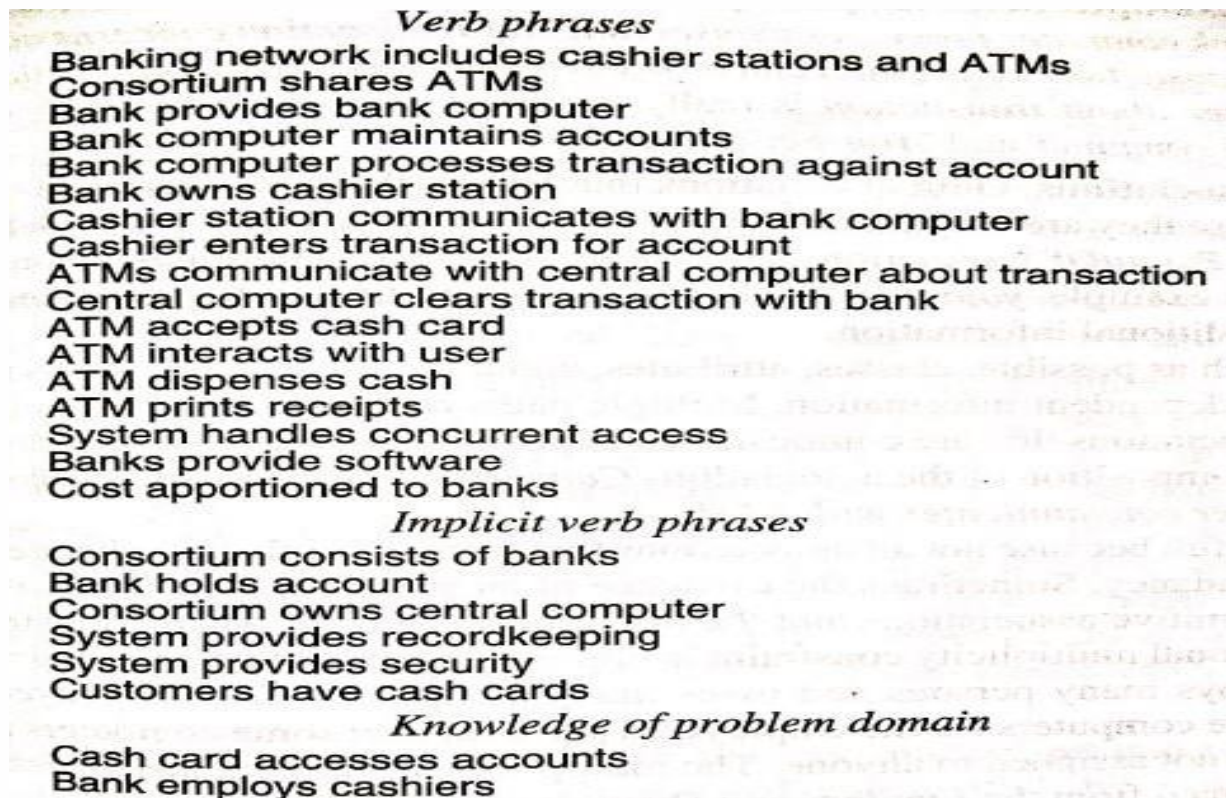 Verb phrases
Banking network includes cashier stations and ATMs
Consortium shares ATMs
Bank provides bank computer
Bank computer maintains accounts
Bank computer processes transaction against account
Bank owns cashier station
Cashier station communicates with bank computer
Cashier enters transaction for account
ATMs communicate with central computer about transaction
Central computer clears transaction with bank
ATM accepts cash card
ATM interacts with user
ATM dispenses cash
ATM prints receipts
System handles concurrent access
Banks provide software
Cost apportioned to banks
Implicit verb phrases
Consortium consists of banks
Bank holds account
Consortium owns central computer
System provides recordkeeping
System provides security
Customers have cash cards
Knowledge of problem domain
Cash card accesses accounts
Bank employs cashiers